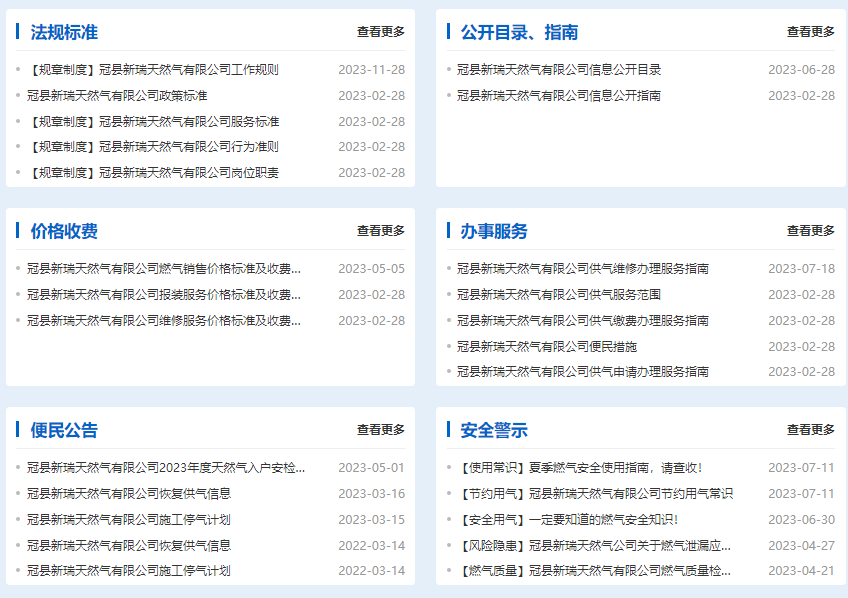 法规标准 查看更多
【规章制度】冠县新瑞天然气有限公司工作规则 2023-11-28
冠县新瑞天然气有限公司政策标准 2023-02-28
【规章制度】冠县新瑞天然气有限公司服务标准 2023-02-28
【规章制度】冠县新瑞天然气有限公司行为准则 2023-02-28
【规章制度】冠县新瑞天然气有限公司岗位职责 2023-02-28
公开目录、指南 查看更多
冠县新瑞天然气有限公司信息公开目录 2023-06-28
冠县新瑞天然气有限公司信息公开指南 2023-02-28
价格收费 查看更多
冠县新瑞天然气有限公司燃气销售价格标准及收费... 2023-05-05
冠县新瑞天然气有限公司报装服务价格标准及收费... 2023-02-28
冠县新瑞天然气有限公司维修服务价格标准及收费... 2023-02-28
办事服务 查看更多
冠县新瑞天然气有限公司供气维修办理服务指南 2023-07-18
冠县新瑞天然气有限公司供气服务范围 2023-02-28
冠县新瑞天然气有限公司供气缴费办理服务指南 2023-02-28
冠县新瑞天然气有限公司便民措施 2023-02-28
冠县新瑞天然气有限公司供气申请办理服务指南 2023-02-28
便民公告 查看更多
冠县新瑞天然气有限公司2023年度天然气入户安检... 2023-05-01
冠县新瑞天然气有限公司恢复供气信息 2023-03-16
冠县新瑞天然气有限公司施工停气计划 2023-03-15
冠县新瑞天然气有限公司恢复供气信息 2022-03-14
冠县新瑞天然气有限公司施工停气计划 2022-03-14
安全警示 查看更多
【使用常识】夏季燃气安全使用指南，请查收！ 2023-07-11
【节约用气】冠县新瑞天然气有限公司节约用气常识 2023-07-11
【安全用气】一定要知道的燃气安全知识！ 2023-06-30
【风险隐患】冠县新瑞天然气公司关于燃气泄漏应... 2023-04-27
【燃气质量】冠县新瑞天然气有限公司燃气质量检... 2023-04-21